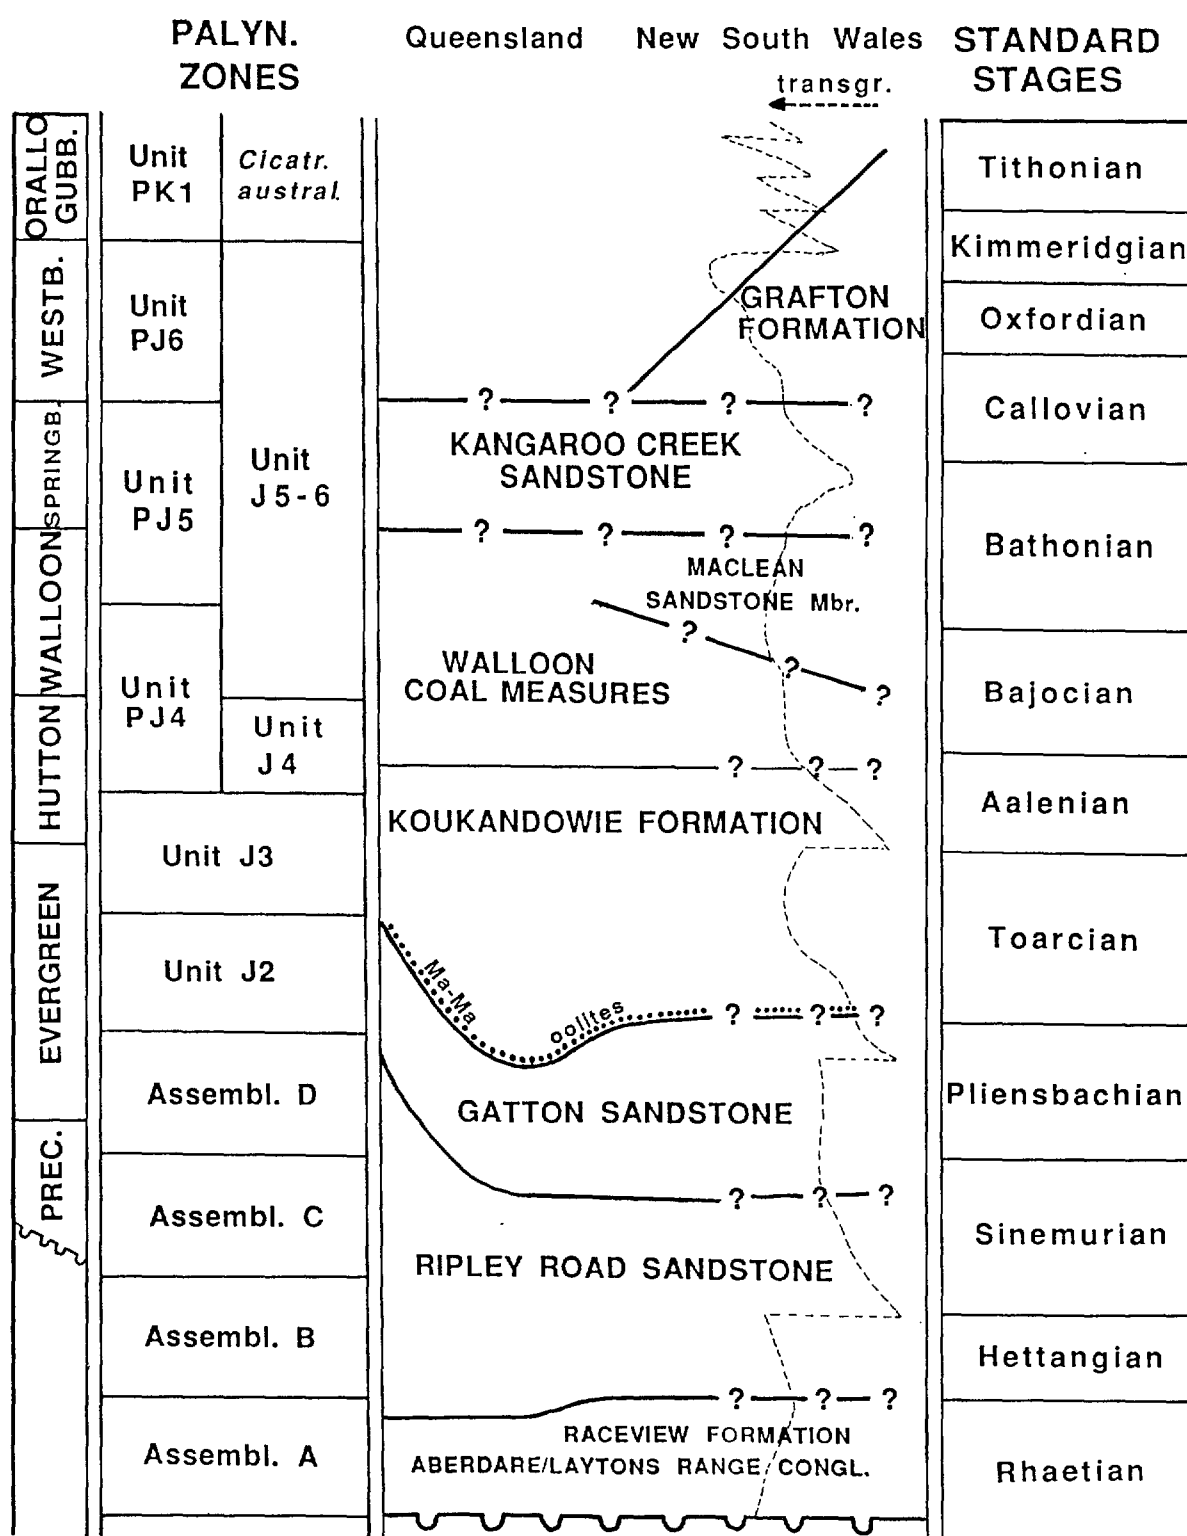 PALYN.
ZONES
Queensland New South Wales
STANDARD
STAGES
transgr.
ORALLO
GUBB.
WESTB.
SPRINGB.
WALLOON
HUTTON
EVERGREEN
PREC.
Unit
PK1
Cicatr.
austral.
Unit
PJ6
Unit
PJ5
Unit
J5-6
Unit
PJ4
Unit
J4
Unit J3
Unit J2
Assembl. D
Assembl. C
Assembl. B
Assembl. A
GRAFTON
FORMATION
? ? ? ?
KANGAROO CREEK
SANDSTONE
? ? ? ?
MACLEAN
SANDSTONE Mbr.
? ? ?
WALLOON
COAL MEASURES
? ? ?
KOUKANDOWIE FORMATION
Ma-Ma
oolites
? ? ?
GATTON SANDSTONE
? ? ?
RIPLEY ROAD SANDSTONE
? ? ?
RACEVIEW FORMATION
ABERDARE/LAYTONS RANGE CONGL.
Tithonian
Kimmeridgian
Oxfordian
Callovian
Bathonian
Bajocian
Aalenian
Toarcian
Pliensbachian
Sinemurian
Hettangian
Rhaetian